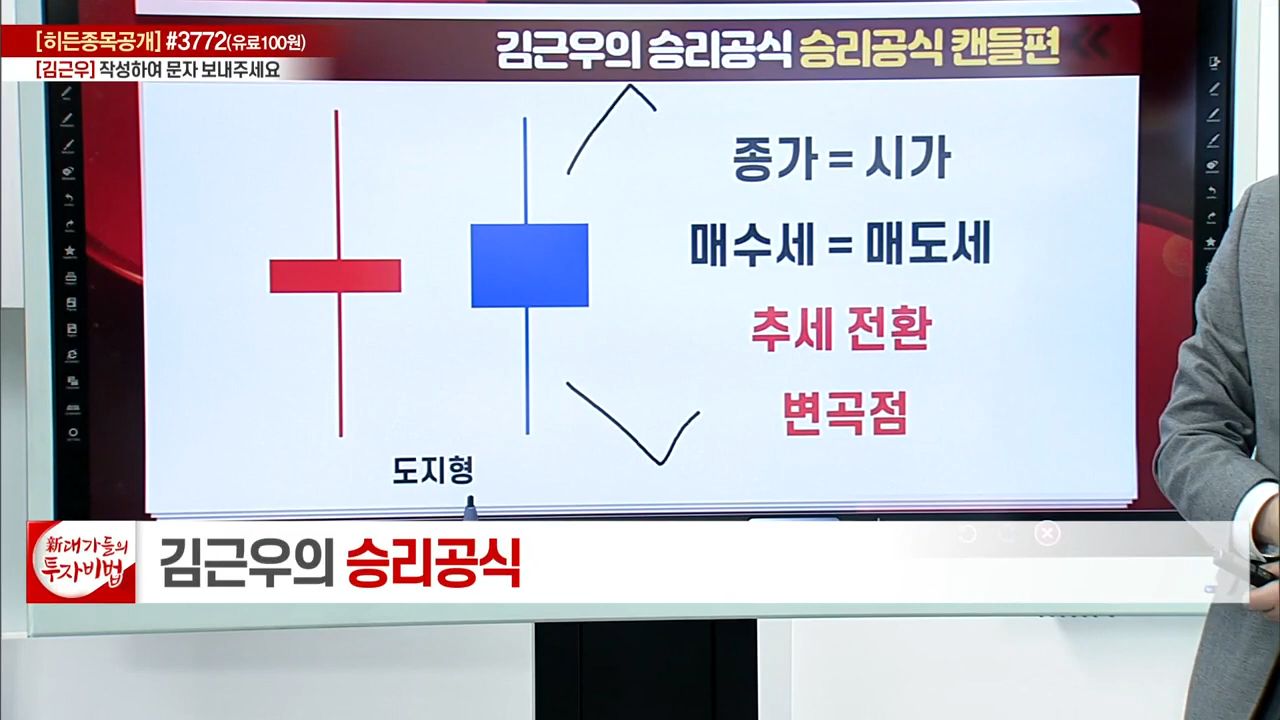 [히든종목공개] #3772(유료100원)
[김근우] 작성하여 문자 보내주세요
김근우의 승리공식 승리공식 캔들편
종가 = 시가
매수세 = 매도세
추세 전환
변곡점
도지형
新대가들의
투자비법
김근우의 승리공식